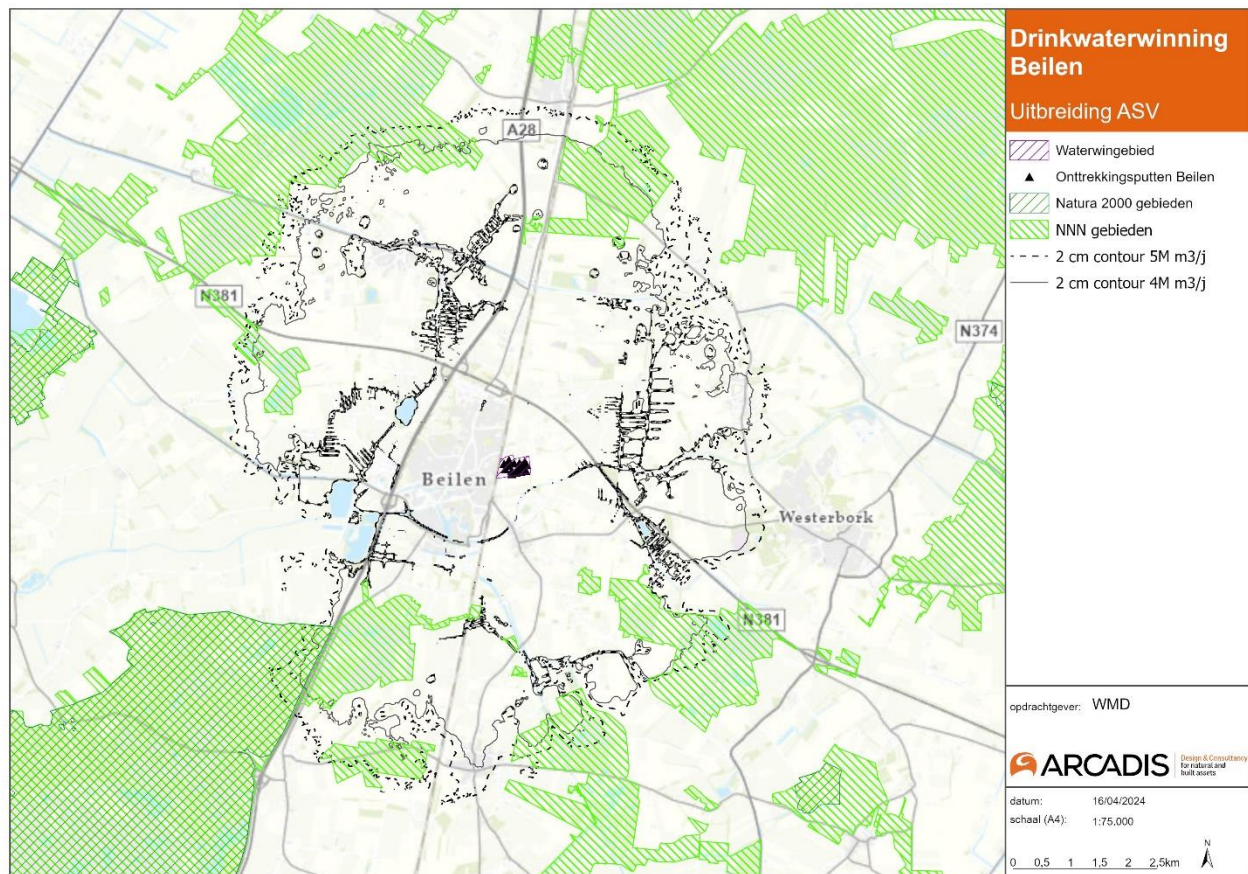 Drinkwaterwinning
Beilen
Uitbreiding ASV
Waterwingebied
Onttrekkingsputten Beilen
Natura 2000 gebieden
NNN gebieden
2 cm contour 5M m3/j
2 cm contour 4M m3/j
A28
N381
N374
Beilen
Westerbork
N381
opdrachtgever: WMD
ARCADIS Design & Consultancy
for natural and
built assets
datum: 16/04/2024
schaal (A4): 1:75.000
0 0,5 1 1,5 2 2,5km
N